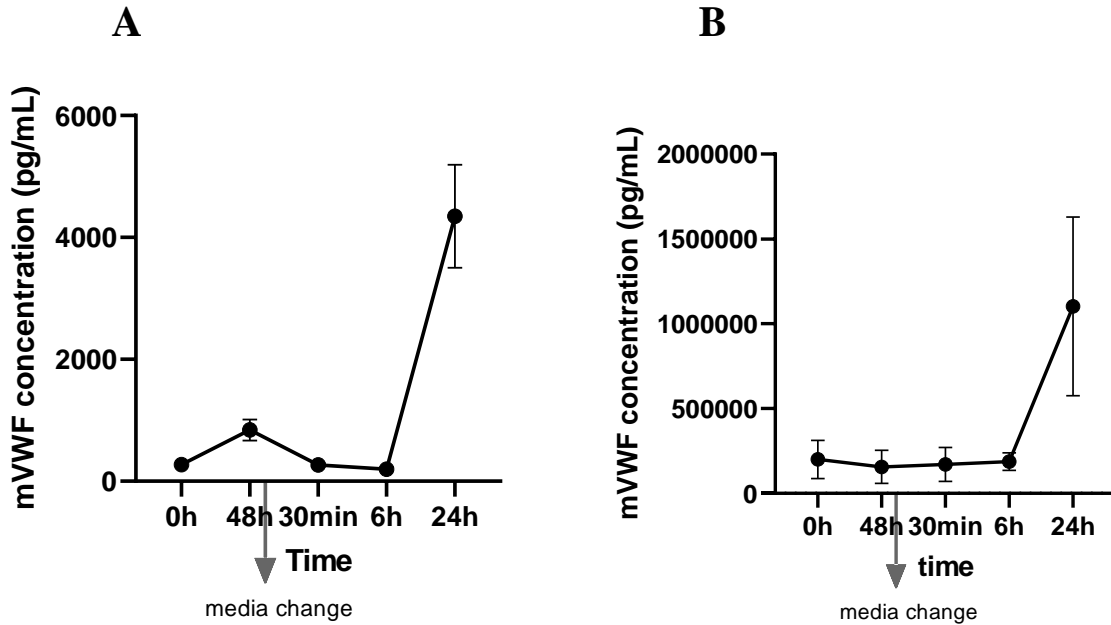 A
mVWF concentration (pg/mL)
6000
4000
2000
0
0h 48h 30min 6h 24h
Time
media change
B
mVWF concentration (pg/mL)
2000000
1500000
1000000
500000
0
0h 48h 30min 6h 24h
time
media change